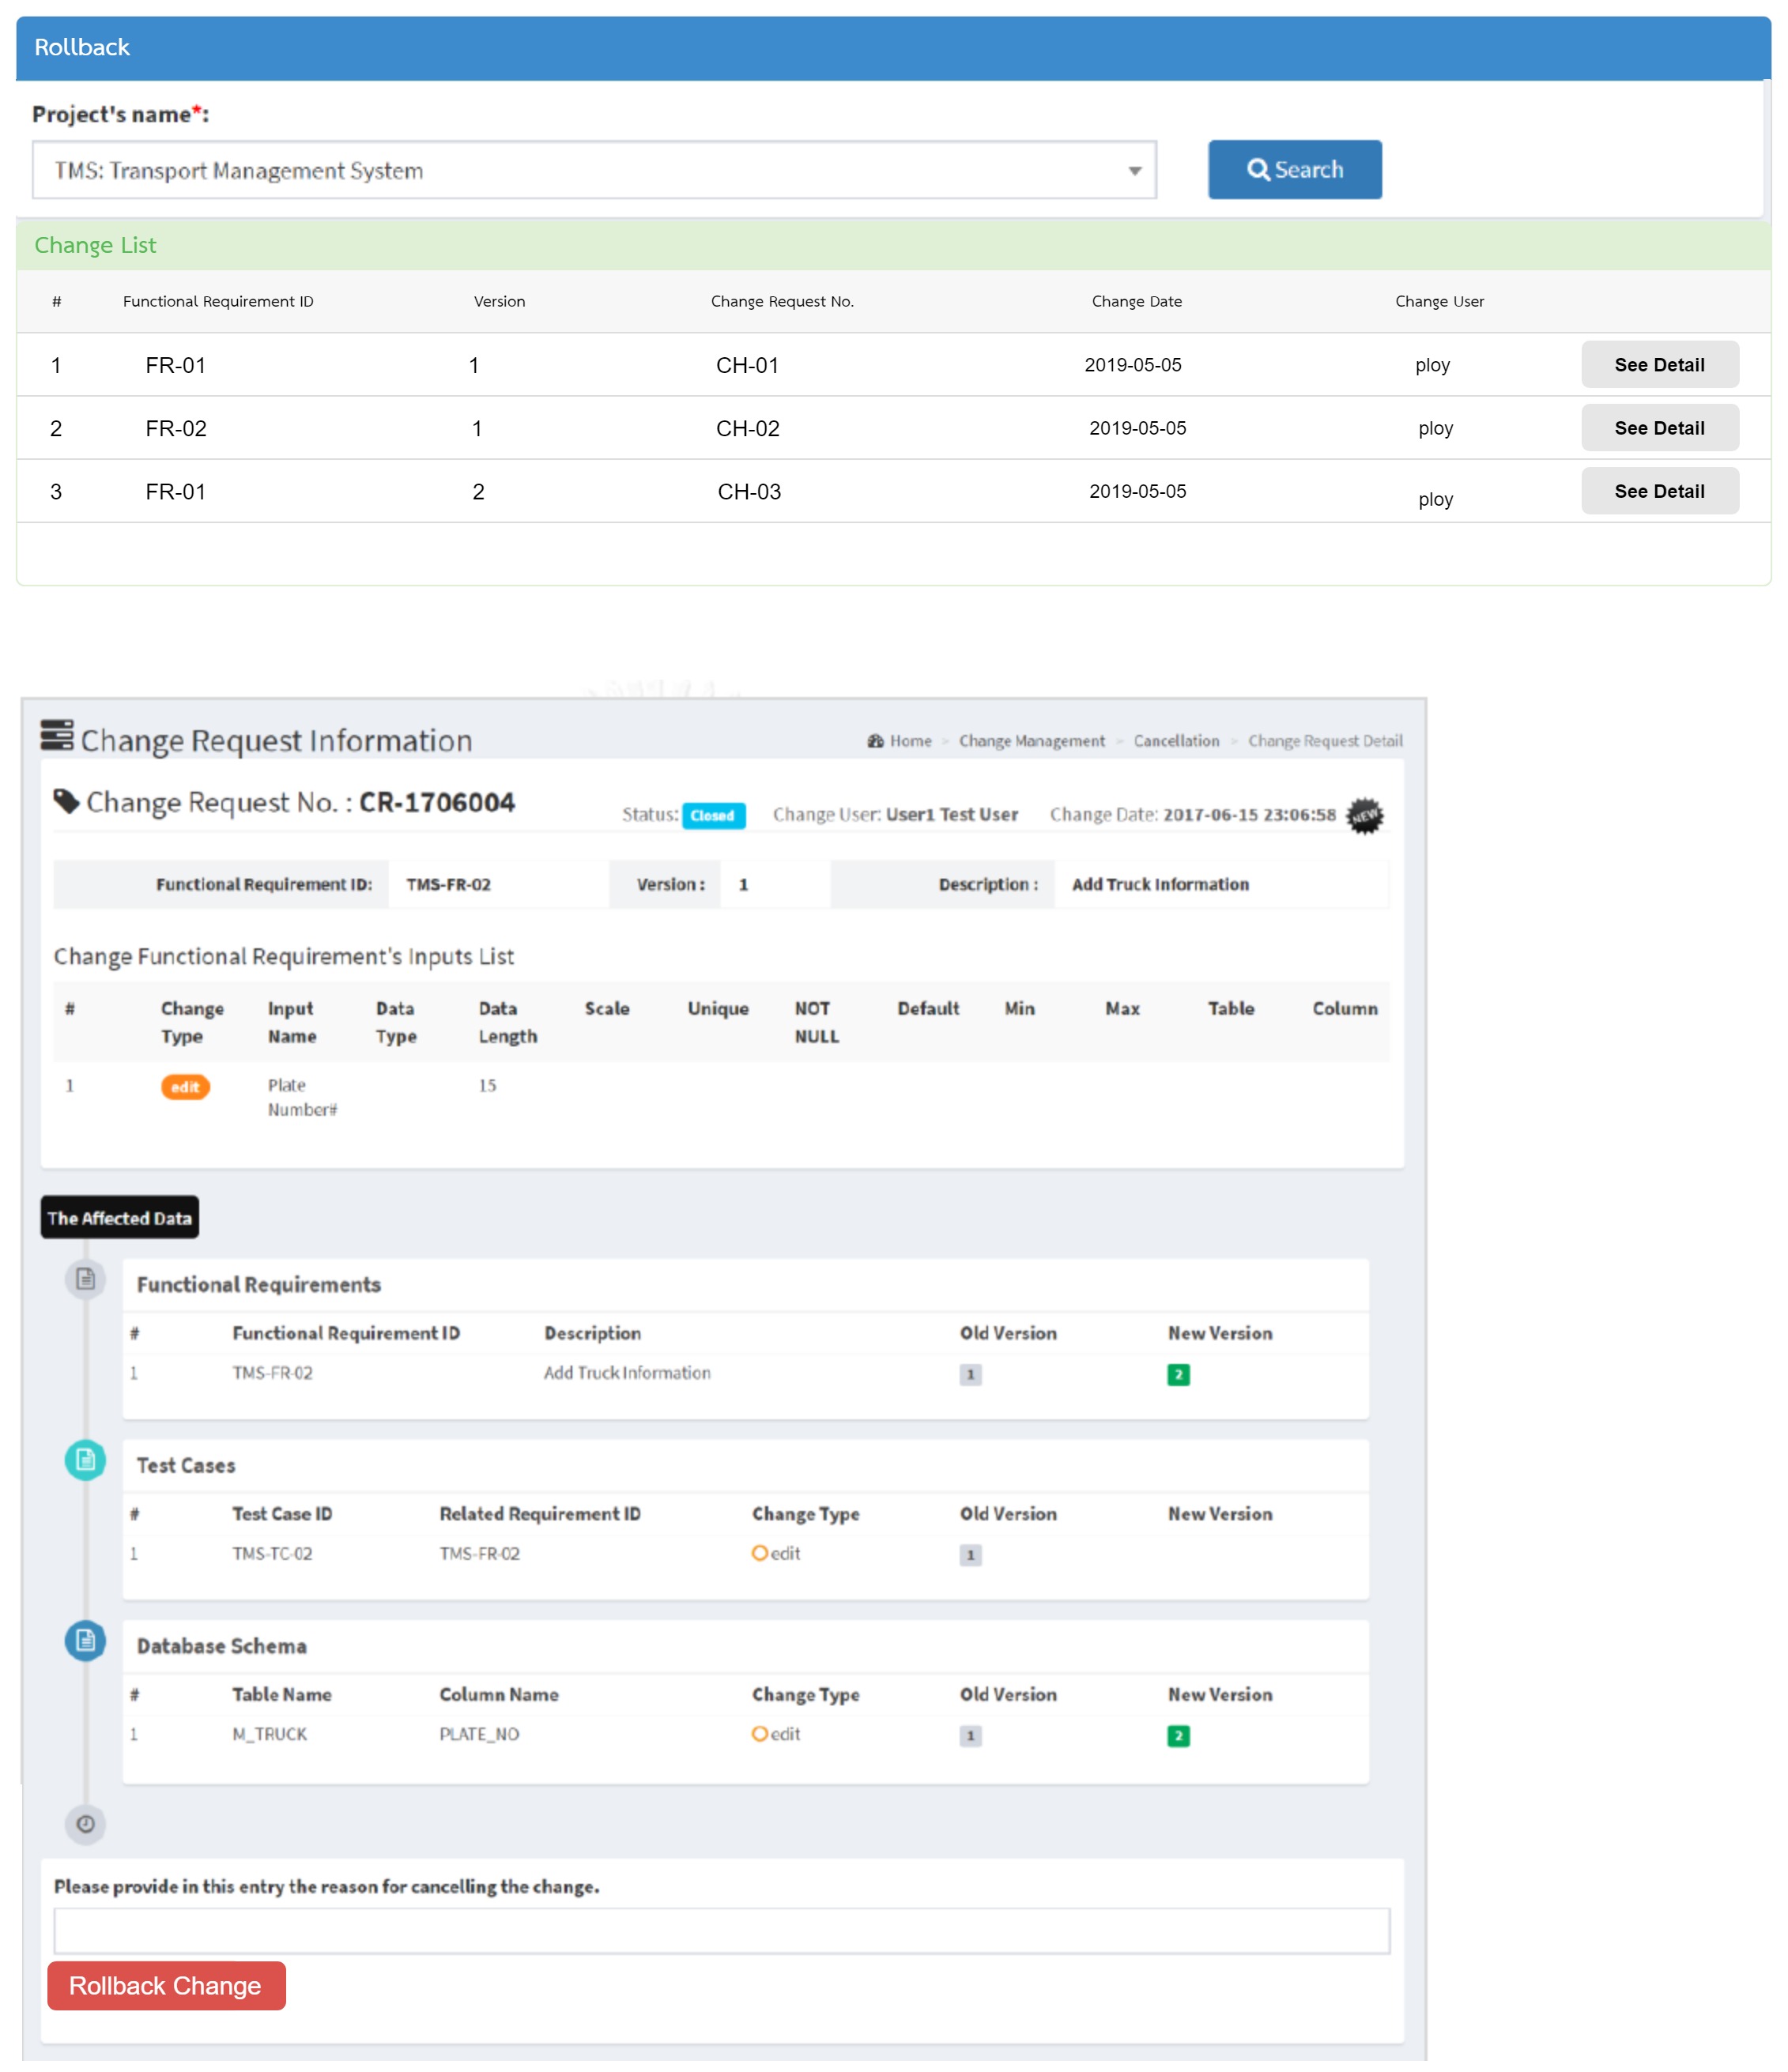 Rollback
Project's name*:
TMS: Transport Management System
Search
Change List
# Functional Requirement ID Version Change Request No. Change Date Change User
1 FR-01 1 CH-01 2019-05-05 ploy See Detail
2 FR-02 1 CH-02 2019-05-05 ploy See Detail
3 FR-01 2 CH-03 2019-05-05 ploy See Detail
Change Request Information
Home > Change Management > Cancellation > Change Request Detail
Change Request No. : CR-1706004
Status: Closed Change User: User1 Test User Change Date: 2017-06-15 23:06:58 NEW
Functional Requirement ID: TMS-FR-02 Version : 1 Description : Add Truck Information
Change Functional Requirement's Inputs List
# Change Input Data Data Scale Unique NOT Default Min Max Table Column
Type Name Type Length NULL
1 edit Plate 15
Number#
The Affected Data
Functional Requirements
# Functional Requirement ID Description Old Version New Version
1 TMS-FR-02 Add Truck Information 1 2
Test Cases
# Test Case ID Related Requirement ID Change Type Old Version New Version
1 TMS-TC-02 TMS-FR-02 edit 1
Database Schema
# Table Name Column Name Change Type Old Version New Version
1 M_TRUCK PLATE_NO edit 1 2
Please provide in this entry the reason for cancelling the change.
Rollback Change